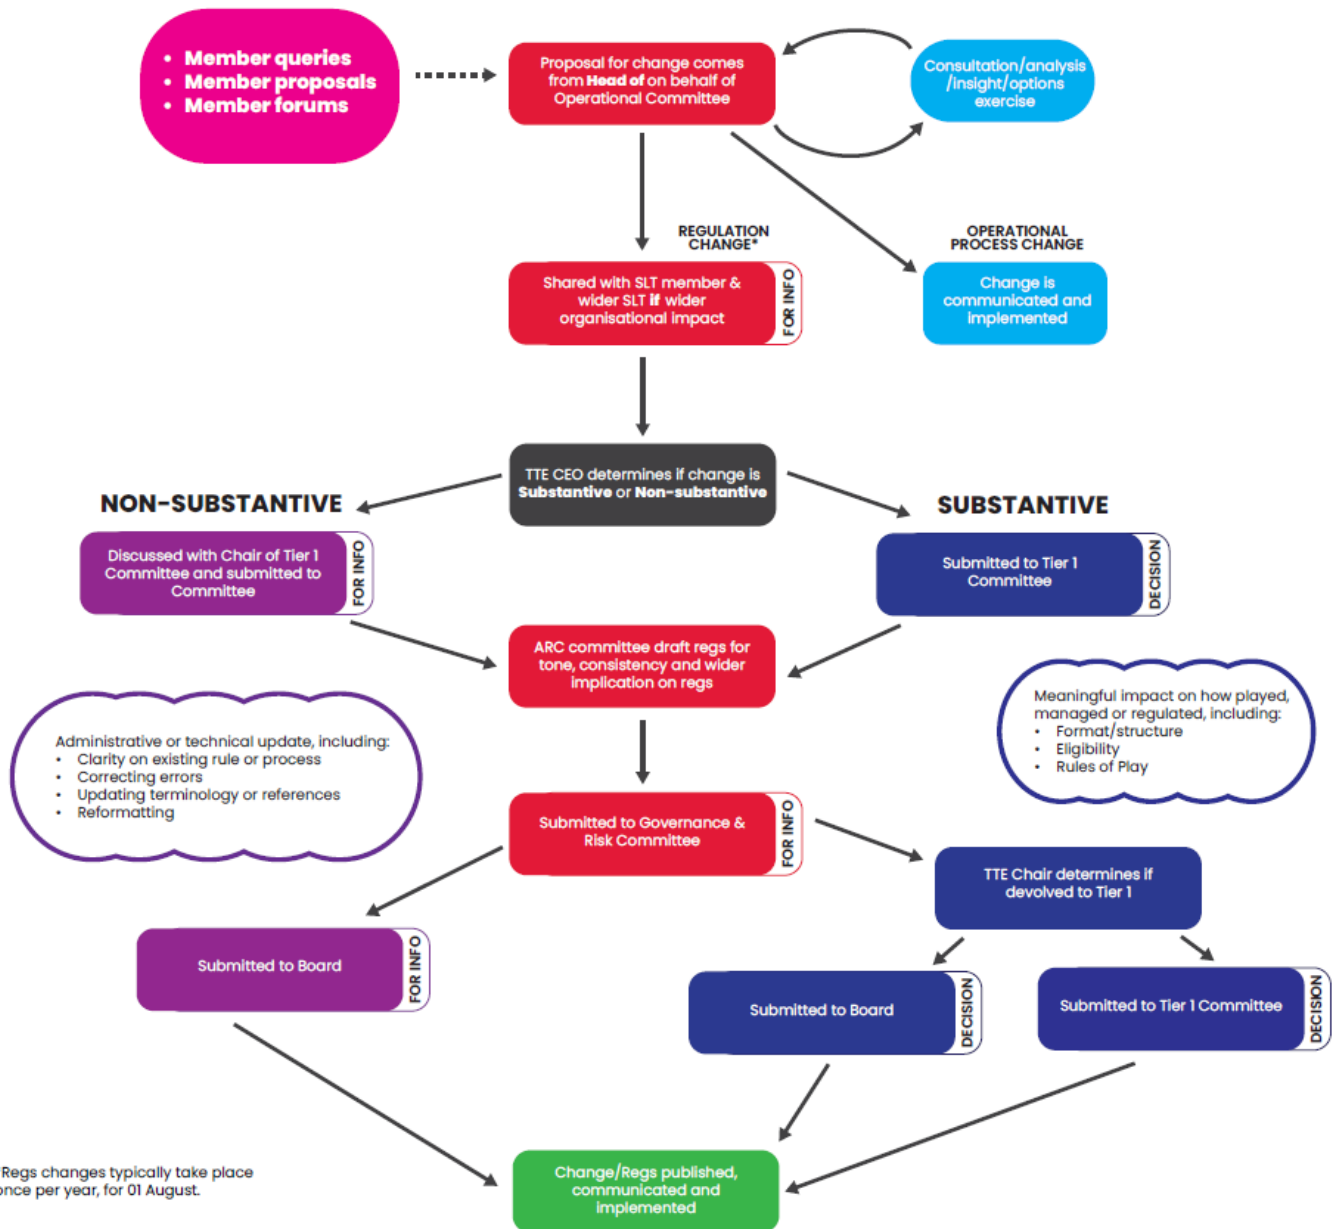 • Member queries
• Member proposals
• Member forums
Proposal for change comes
from Head of on behalf of
Operational Committee
Consultation/analysis
/insight/options
exercise
REGULATION
CHANGE*
OPERATIONAL
PROCESS CHANGE
Shared with SLT member &
wider SLT if wider
organisational impact
FOR INFO
Change is
communicated and
implemented
TTE CEO determines if change is
Substantive or Non-substantive
NON-SUBSTANTIVE
SUBSTANTIVE
Discussed with Chair of Tier 1
Committee and submitted to
Committee
FOR INFO
Submitted to Tier 1
Committee
DECISION
ARC committee draft regs for
tone, consistency and wider
implication on regs
Administrative or technical update, including:
• Clarity on existing rule or process
• Correcting errors
• Updating terminology or references
• Reformatting
Meaningful impact on how played,
managed or regulated, including:
• Format/structure
• Eligibility
• Rules of Play
Submitted to Governance &
Risk Committee
FOR INFO
TTE Chair determines if
devolved to Tier 1
Submitted to Board
FOR INFO
Submitted to Board
DECISION
Submitted to Tier 1 Committee
DECISION
Change/Regs published,
communicated and
implemented
*Regs changes typically take place
once per year, for 01 August.